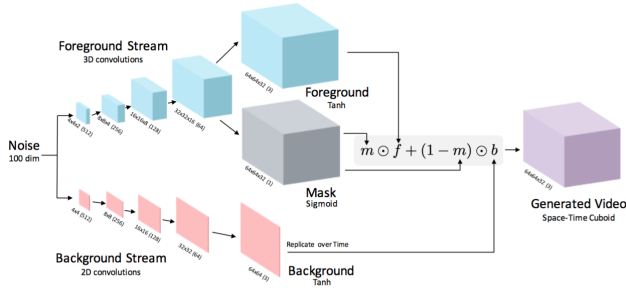 Foreground Stream
3D convolutions
4x4x2 (512)
8x8x4 (256)
16x16x8 (128)
32x32x16 (64)
64x64x32 (3)
Foreground
Tanh
Noise
100 dim
64x64x32 (1)
Mask
Sigmoid
m ⊙ f + (1 − m) ⊙ b
64x64x32 (3)
Generated Video
Space-Time Cuboid
4x4 (512)
8x8 (256)
16x16 (128)
32x32 (64)
64x64 (3)
Replicate over Time
Background Stream
2D convolutions
Background
Tanh